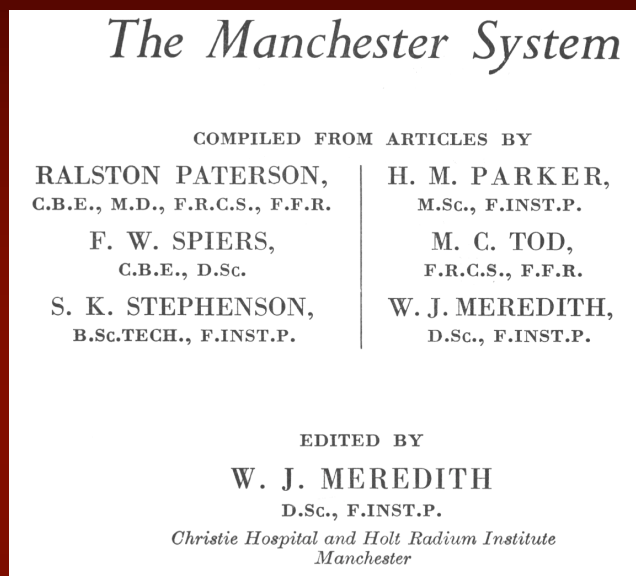 The Manchester System
COMPILED FROM ARTICLES BY
RALSTON PATERSON,
C.B.E., M.D., F.R.C.S., F.F.R.
F. W. SPIERS,
C.B.E., D.Sc.
S. K. STEPHENSON,
B.Sc.TECH., F.INST.P.
H. M. PARKER,
M.Sc., F.INST.P.
M. C. TOD,
F.R.C.S., F.F.R.
W. J. MEREDITH,
D.Sc., F.INST.P.
EDITED BY
W. J. MEREDITH
D.Sc., F.INST.P.
Christie Hospital and Holt Radium Institute
Manchester